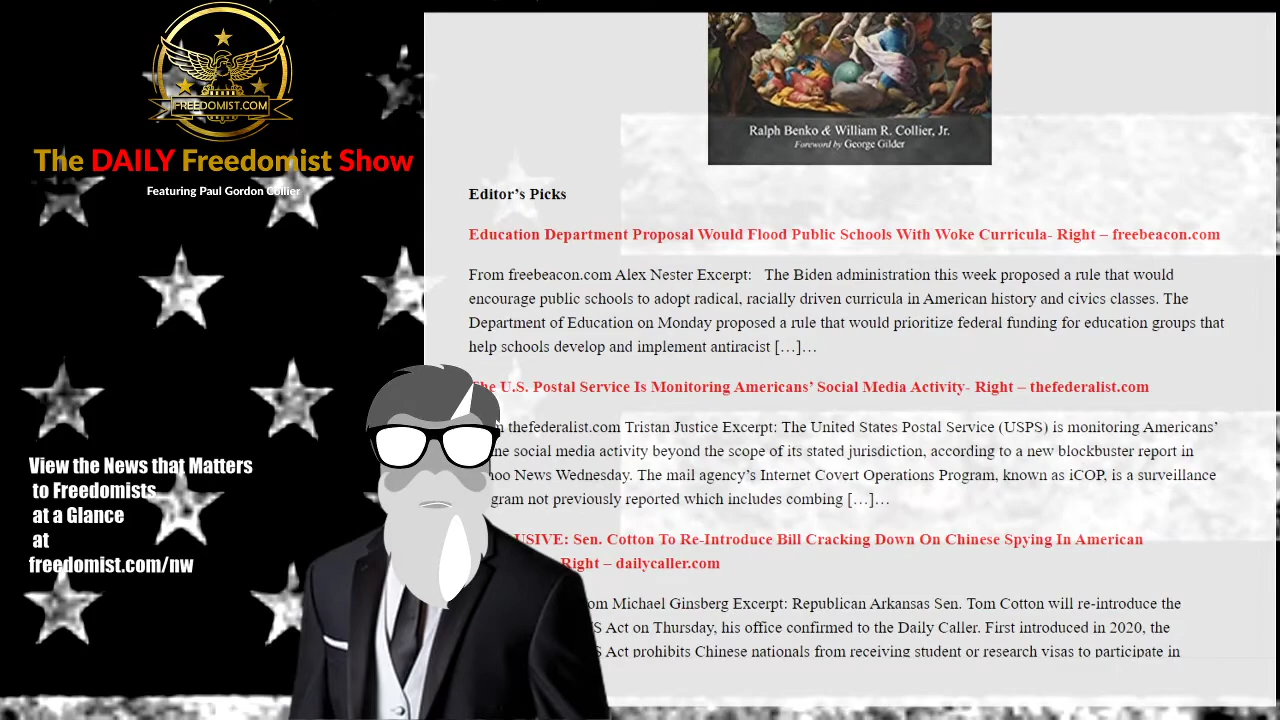 FREEDOMIST.COM
The DAILY Freedomist Show
Featuring Paul Gordon Collier
View the News that Matters
to Freedomists
at a Glance
at
freedomist.com/nw
Ralph Benko & William R. Collier, Jr.
Foreword by George Gilder
Editor’s Picks
Education Department Proposal Would Flood Public Schools With Woke Curricula- Right – freebeacon.com
From freebeacon.com Alex Nester Excerpt: The Biden administration this week proposed a rule that would
encourage public schools to adopt radical, racially driven curricula in American history and civics classes. The
Department of Education on Monday proposed a rule that would prioritize federal funding for education groups that
help schools develop and implement antiracist […]…
The U.S. Postal Service Is Monitoring Americans’ Social Media Activity- Right – thefederalist.com
thefederalist.com Tristan Justice Excerpt: The United States Postal Service (USPS) is monitoring Americans’
social media activity beyond the scope of its stated jurisdiction, according to a new blockbuster report in
News Wednesday. The mail agency’s Internet Covert Operations Program, known as iCOP, is a surveillance
not previously reported which includes combing […]…
Sen. Cotton To Re-Introduce Bill Cracking Down On Chinese Spying In American
Right – dailycaller.com
Michael Ginsberg Excerpt: Republican Arkansas Sen. Tom Cotton will re-introduce the
Act on Thursday, his office confirmed to the Daily Caller. First introduced in 2020, the
Act prohibits Chinese nationals from receiving student or research visas to participate in